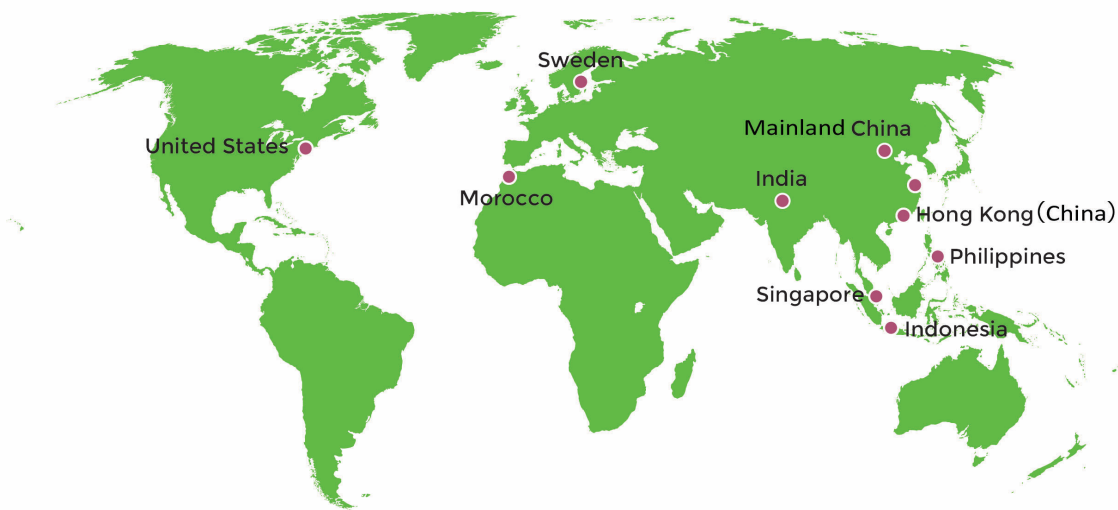 Sweden
Mainland China
United States
India
Morocco
Hong Kong(China)
Philippines
Singapore
Indonesia